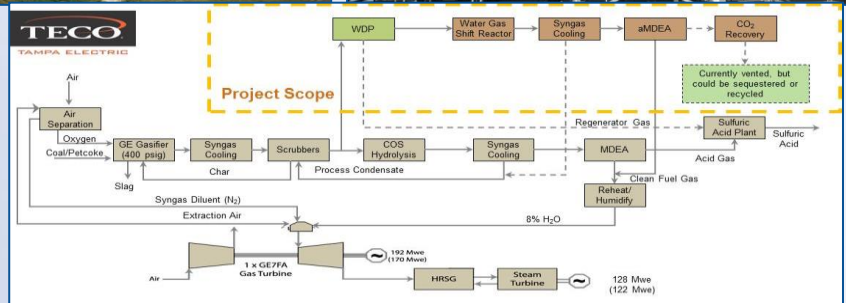 TECO
TAMPA ELECTRIC
WDP
Water Gas
Shift Reactor
Syngas
Cooling
aMDEA
CO2
Recovery
Currently vented, but
could be sequestered or
recycled
Project Scope
Air
Air
Separation
Oxygen
Coal/Petcoke
GE Gasifier
(400 psig)
Syngas
Cooling
Scrubbers
COS
Hydrolysis
Syngas
Cooling
MDEA
Regenerator Gas
Sulfuric
Acid Plant
Sulfuric
Acid
Acid Gas
Char
Process Condensate
Slag
Clean Fuel Gas
Reheat/
Humidify
Syngas Diluent (N2)
Extraction Air
8% H2O
192 Mwe
(170 Mwe)
1 x GE7FA
Gas Turbine
Air
HRSG
Steam
Turbine
128 Mwe
(122 Mwe)